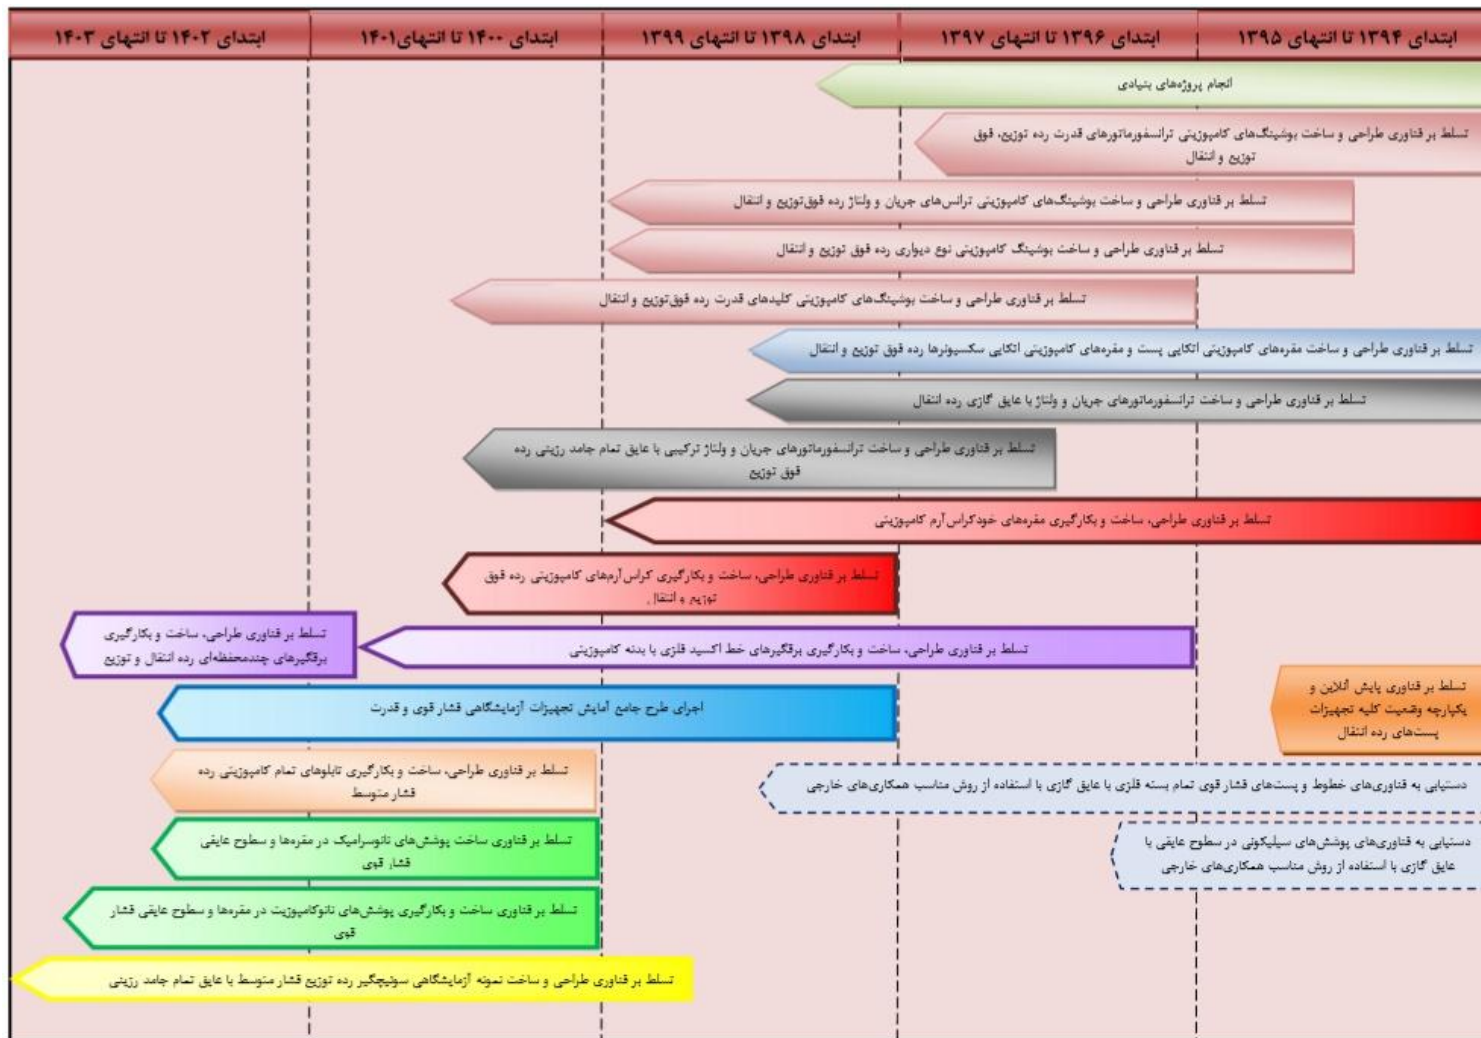 ابتدای ۱۳۹۴ تا انتهای ۱۳۹۵
ابتدای ۱۳۹۶ تا انتهای ۱۳۹۷
ابتدای ۱۳۹۸ تا انتهای ۱۳۹۹
ابتدای ۱۴۰۰ تا انتهای۱۴۰۱
ابتدای ۱۴۰۲ تا انتهای ۱۴۰۳
انجام پروژه‌های بنیادی
تسلط بر فناوری طراحی و ساخت بوشینگ‌های کامپوزیتی ترانسفورماتورهای قدرت رده توزیع، فوق
توزیع و انتقال
تسلط بر فناوری طراحی و ساخت بوشینگ‌های کامپوزیتی ترانس‌های جریان و ولتاژ رده فوق‌توزیع و انتقال
تسلط بر فناوری طراحی و ساخت بوشینگ کامپوزیتی نوع دیواری رده فوق توزیع و انتقال
تسلط بر فناوری طراحی و ساخت بوشینگ‌های کامپوزیتی کلیدهای قدرت رده فوق‌توزیع و انتقال
تسلط بر فناوری طراحی و ساخت مقره‌های کامپوزیتی اتکایی پست و مقره‌های کامپوزیتی اتکایی سکسیونرها رده فوق توزیع و انتقال
تسلط بر فناوری طراحی و ساخت ترانسفورماتورهای جریان و ولتاژ با عایق گازی رده انتقال
تسلط بر فناوری طراحی و ساخت ترانسفورماتورهای جریان و ولتاژ ترکیبی با عایق تمام جامد رزینی رده
فوق توزیع
تسلط بر فناوری طراحی، ساخت و بکارگیری مقره‌های خودکراس‌آرم کامپوزیتی
تسلط بر فناوری طراحی، ساخت و بکارگیری کراس‌آرم‌های کامپوزیتی رده فوق
توزیع و انتقال.
تسلط بر فناوری طراحی، ساخت و بکارگیری برقگیرهای خط اکسید فلزی با بدنه کامپوزیتی
تسلط بر فناوری طراحی، ساخت و بکارگیری
برقگیرهای چندمحفظه‌ای رده انتقال و توزیع
تسلط بر فناوری پایش آنلاین و
یکپارچه وضعیت کلیه تجهیزات
پست‌های رده انتقال
اجرای طرح جامع آمایش تجهیزات آزمایشگاهی فشار قوی و قدرت
تسلط بر فناوری طراحی، ساخت و بکارگیری تابلوهای تمام کامپوزیتی رده
فشار متوسط
دستیابی به فناوری‌های خطوط و پست‌های فشار قوی تمام بسته فلزی با عایق گازی با استفاده از روش مناسب همکاری‌های خارجی
تسلط بر فناوری ساخت پوشش‌های نانوسرامیک در مقره‌ها و سطوح عایقی
فشار قوی
دستیابی به فناوری‌های پوشش‌های سیلیکونی در سطوح عایقی با
عایق گازی با استفاده از روش مناسب همکاری‌های خارجی
تسلط بر فناوری ساخت و بکارگیری پوشش‌های نانوکامپوزیت در مقره‌ها و سطوح عایقی فشار
قوی
تسلط بر فناوری طراحی و ساخت نمونه آزمایشگاهی سوئیچگیر رده توزیع فشار متوسط با عایق تمام جامد رزینی